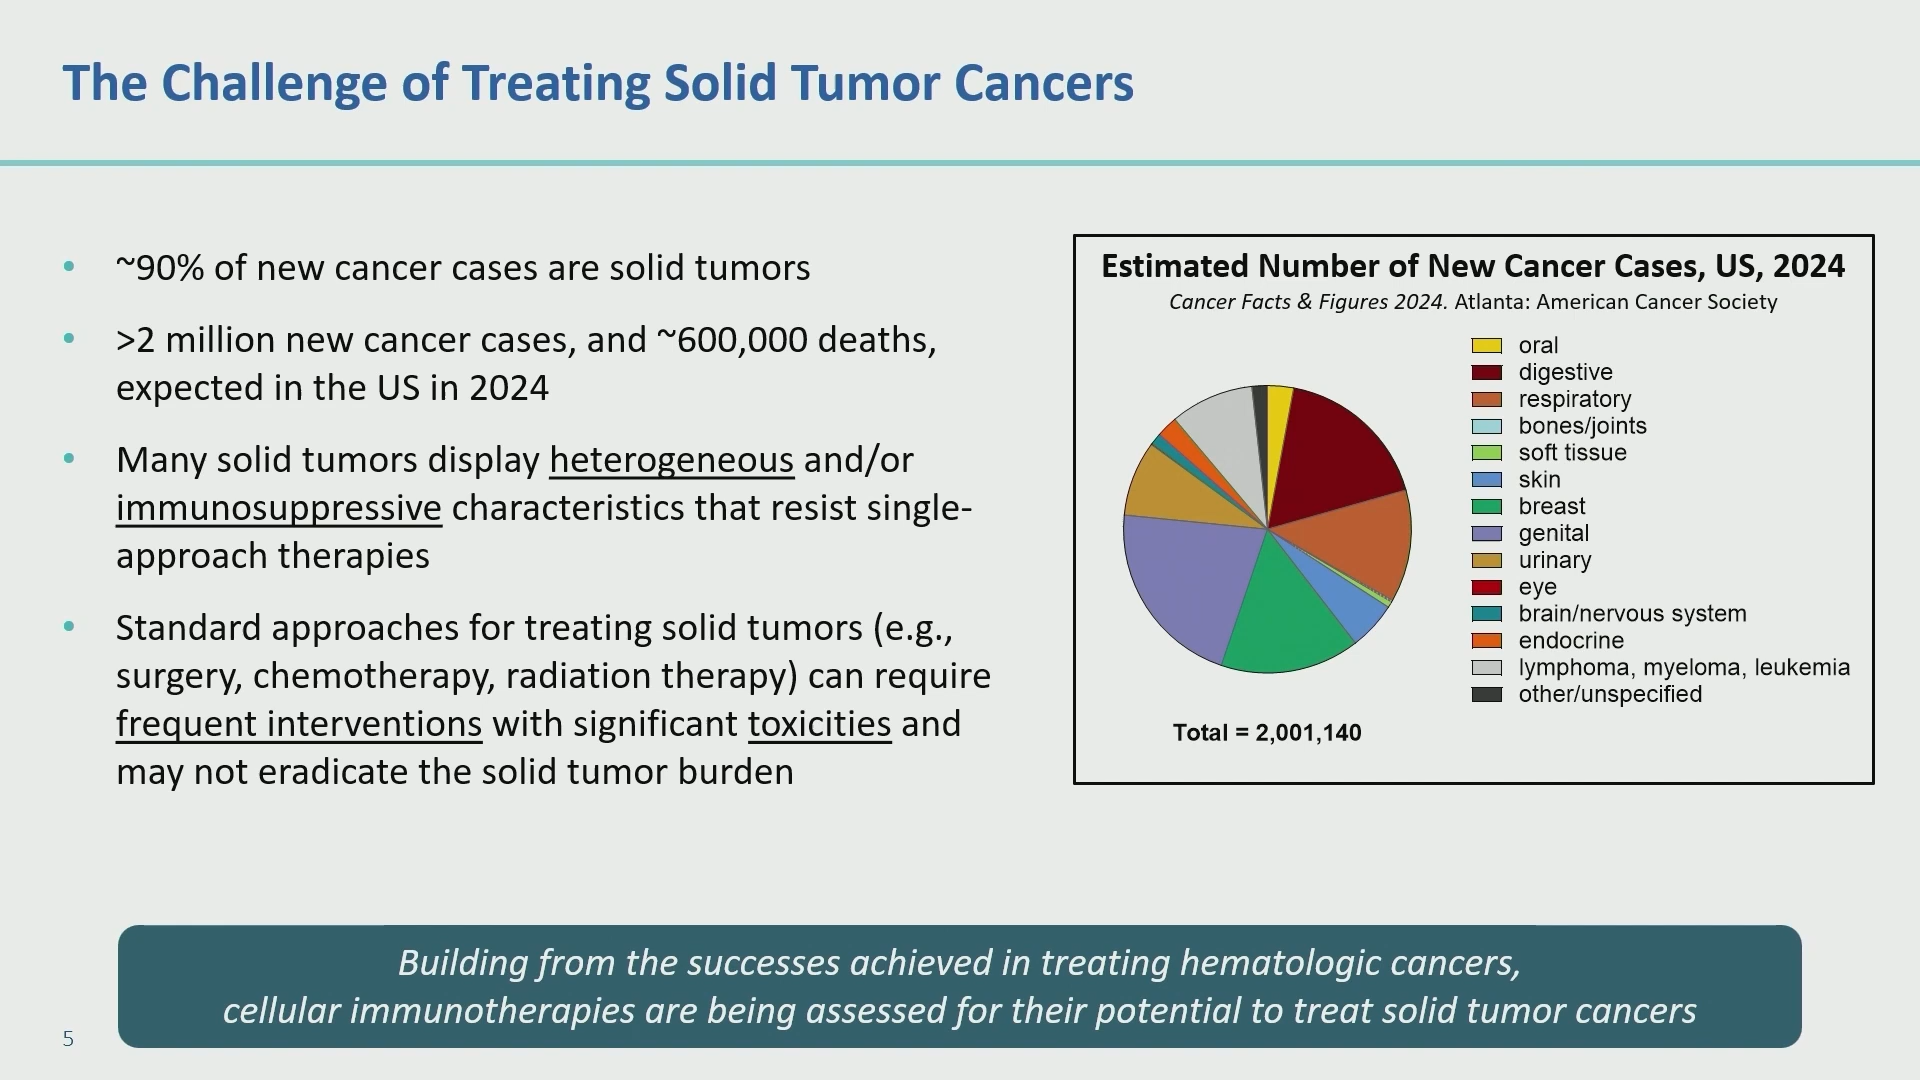 The Challenge of Treating Solid Tumor Cancers
• ~90% of new cancer cases are solid tumors
• >2 million new cancer cases, and ~600,000 deaths,
expected in the US in 2024
• Many solid tumors display heterogeneous and/or
immunosuppressive characteristics that resist single-
approach therapies
• Standard approaches for treating solid tumors (e.g.,
surgery, chemotherapy, radiation therapy) can require
frequent interventions with significant toxicities and
may not eradicate the solid tumor burden
Estimated Number of New Cancer Cases, US, 2024
Cancer Facts & Figures 2024. Atlanta: American Cancer Society
oral
digestive
respiratory
bones/joints
soft tissue
skin
breast
genital
urinary
eye
brain/nervous system
endocrine
lymphoma, myeloma, leukemia
other/unspecified
Total = 2,001,140
Building from the successes achieved in treating hematologic cancers,
cellular immunotherapies are being assessed for their potential to treat solid tumor cancers
5